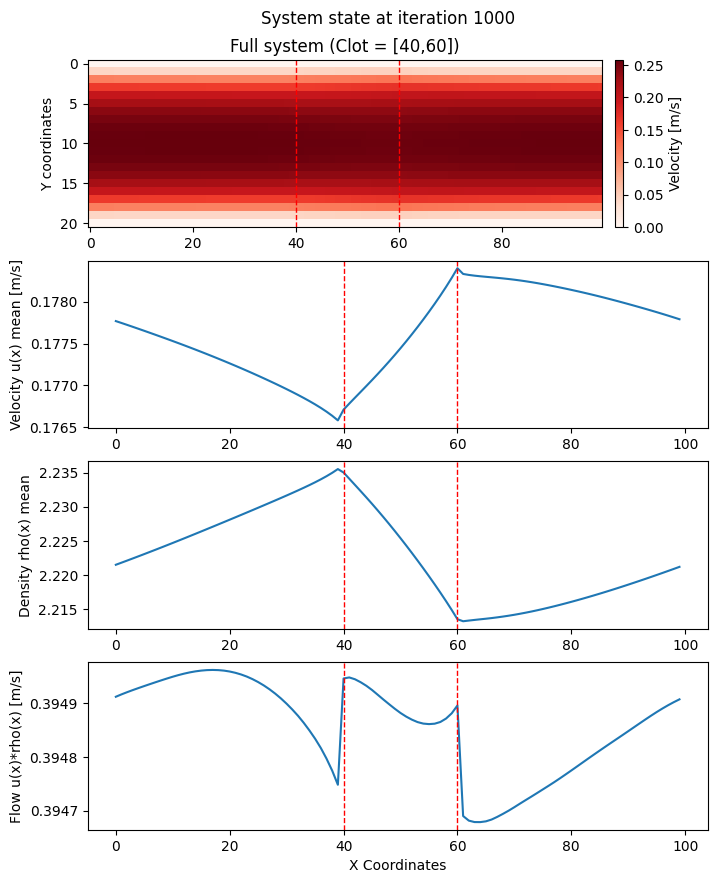 System state at iteration 1000
Full system (Clot = [40,60])
Y coordinates
0
5
10
15
20
0 20 40 60 80
0.25
0.20
0.15
0.10
0.05
0.00
Velocity [m/s]
Velocity u(x) mean [m/s]
0.1780
0.1775
0.1770
0.1765
0 20 40 60 80 100
Density rho(x) mean
2.235
2.230
2.225
2.220
2.215
0 20 40 60 80 100
Flow u(x)*rho(x) [m/s]
0.3949
0.3948
0.3947
0 20 40 60 80 100
X Coordinates